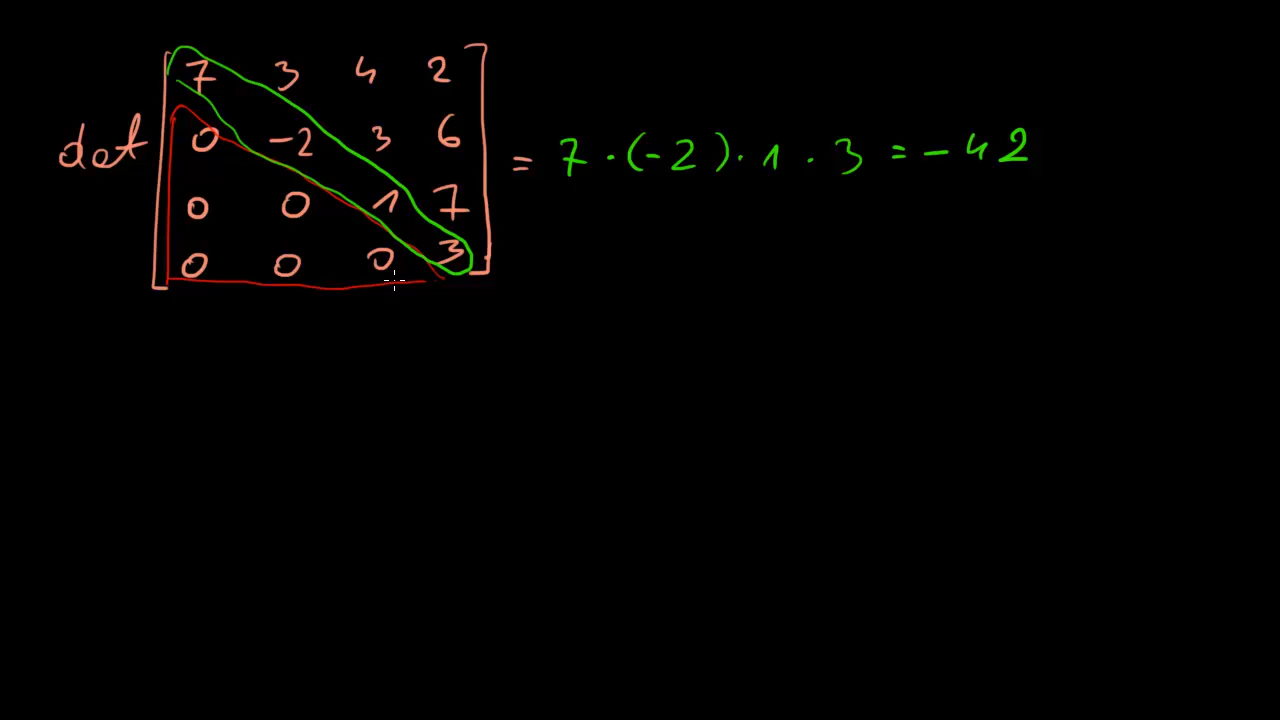 7 3 4 2
det 0 -2 3 6 = 7 · (-2) · 1 · 3 = -42
0 0 1 7
0 0 0 3